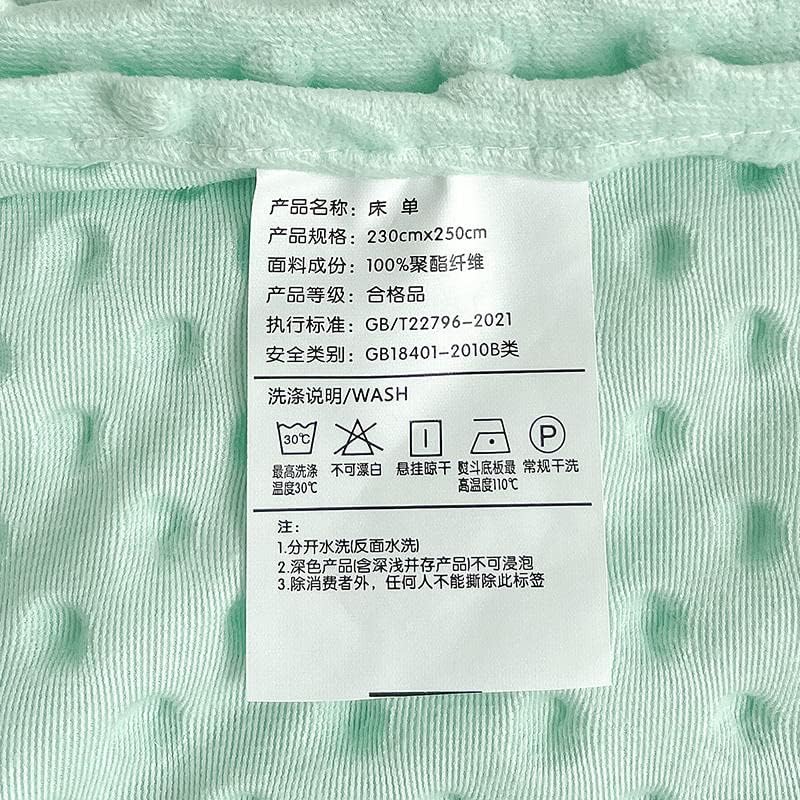 产品名称：床 单
产品规格：230cmx250cm
面料成份：100%聚酯纤维
产品等级：合格品
执行标准：GB/T22796-2021
安全类别：GB18401-2010B类
洗涤说明/WASH
30℃
P
最高洗涤温度30℃
不可漂白
悬挂晾干
熨斗底板最高温度110℃
常规干洗
注：
1.分开水洗(反面水洗)
2.深色产品(含深浅并存产品)不可浸泡
3.除消费者外，任何人不能撕除此标签